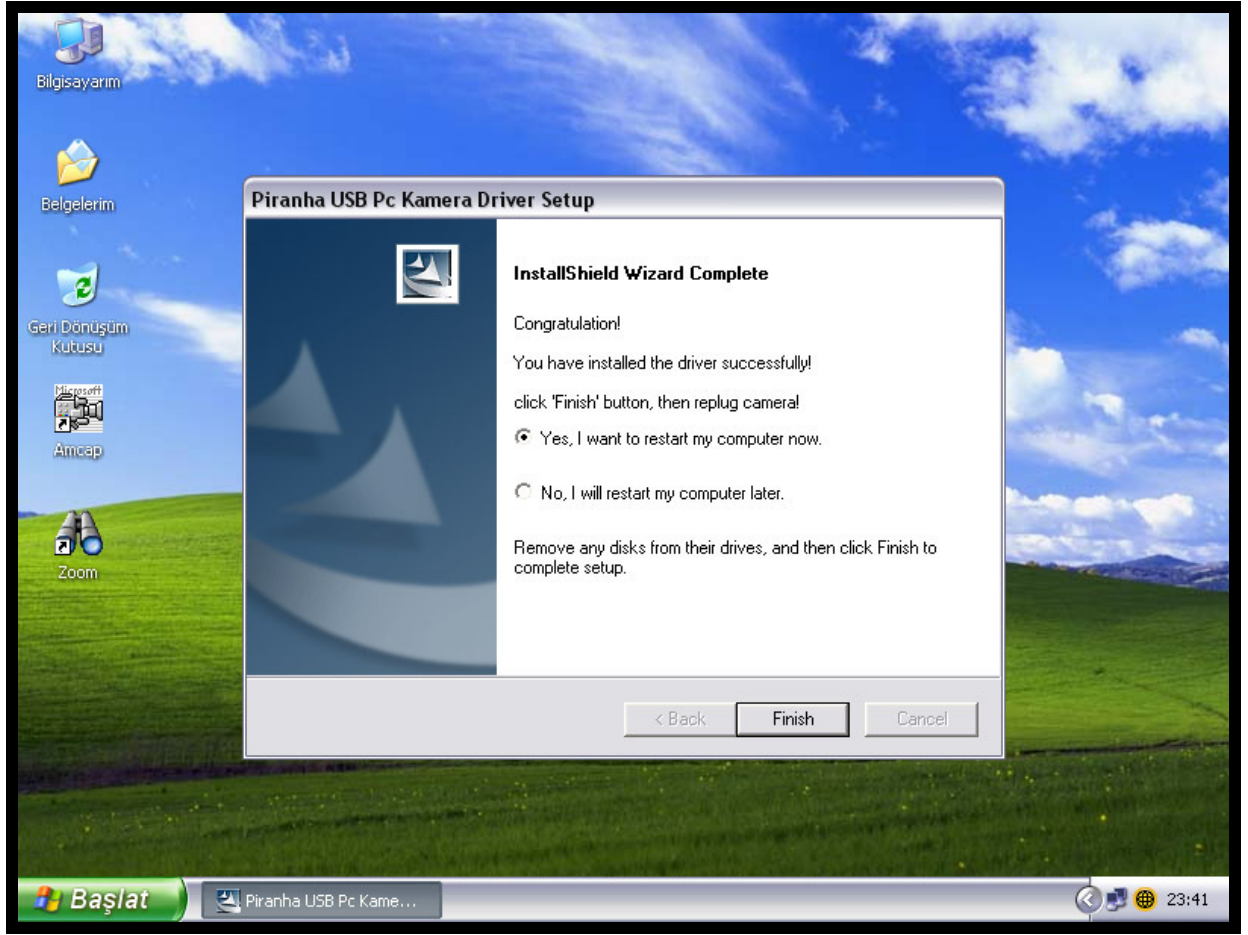 Bilgisayarım
Belgelerim
Geri Dönüşüm
Kutusu
Microsoft
Amcap
Zoom
Piranha USB Pc Kamera Driver Setup
InstallShield Wizard Complete
Congratulation!
You have installed the driver successfully!
click 'Finish' button, then replug camera!
Yes, I want to restart my computer now.
No, I will restart my computer later.
Remove any disks from their drives, and then click Finish to
complete setup.
< Back
Finish
Cancel
Başlat
Piranha USB Pc Kame...
23:41